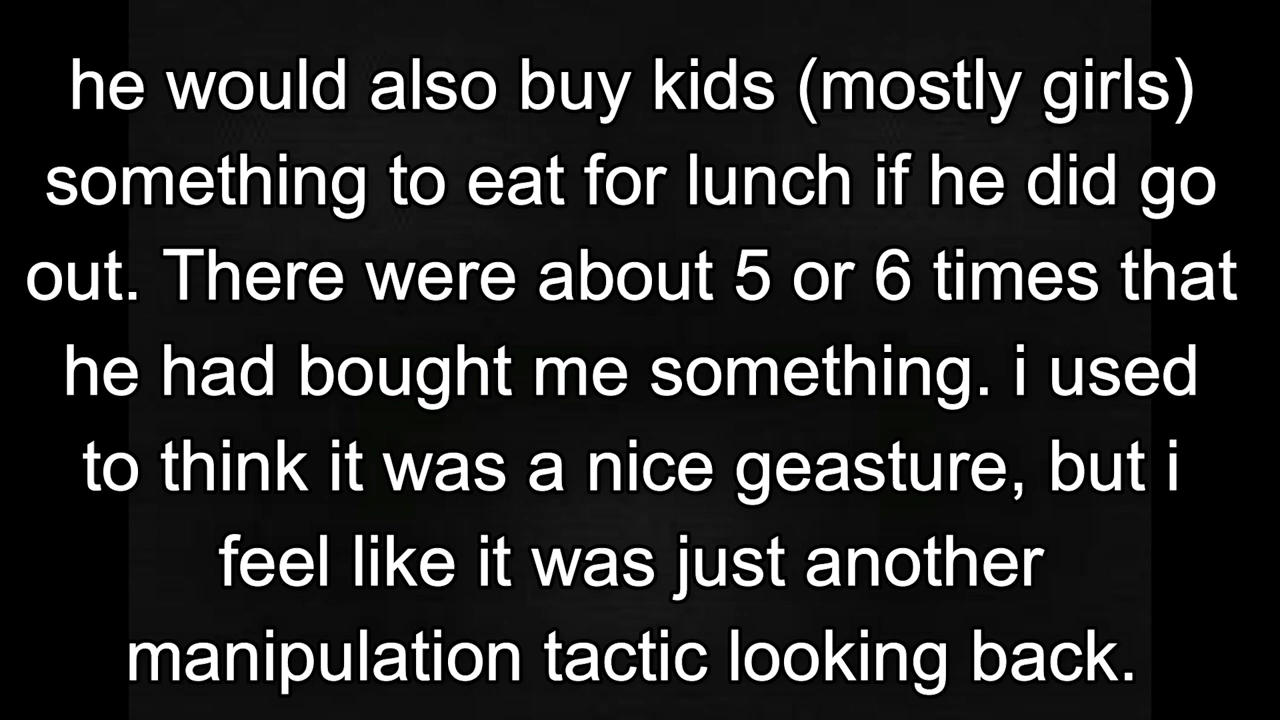 he would also buy kids (mostly girls)
something to eat for lunch if he did go
out. There were about 5 or 6 times that
he had bought me something. i used
to think it was a nice geasture, but i
feel like it was just another
manipulation tactic looking back.